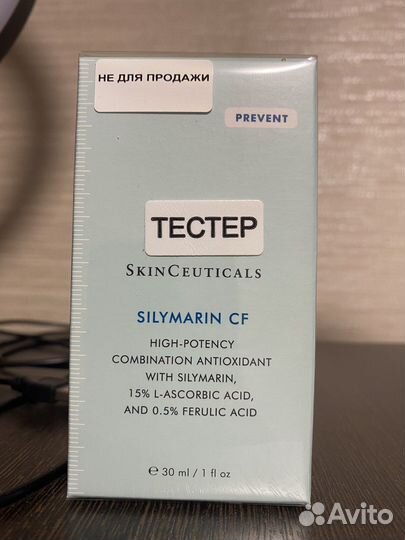 НЕ ДЛЯ ПРОДАЖИ
PREVENT
ТЕСТЕР
SKINCEUTICALS
SILYMARIN CF
HIGH-POTENCY
COMBINATION ANTIOXIDANT
WITH SILYMARIN,
15% L-ASCORBIC ACID,
AND 0.5% FERULIC ACID
℮ 30 ml / 1 fl oz
Avito